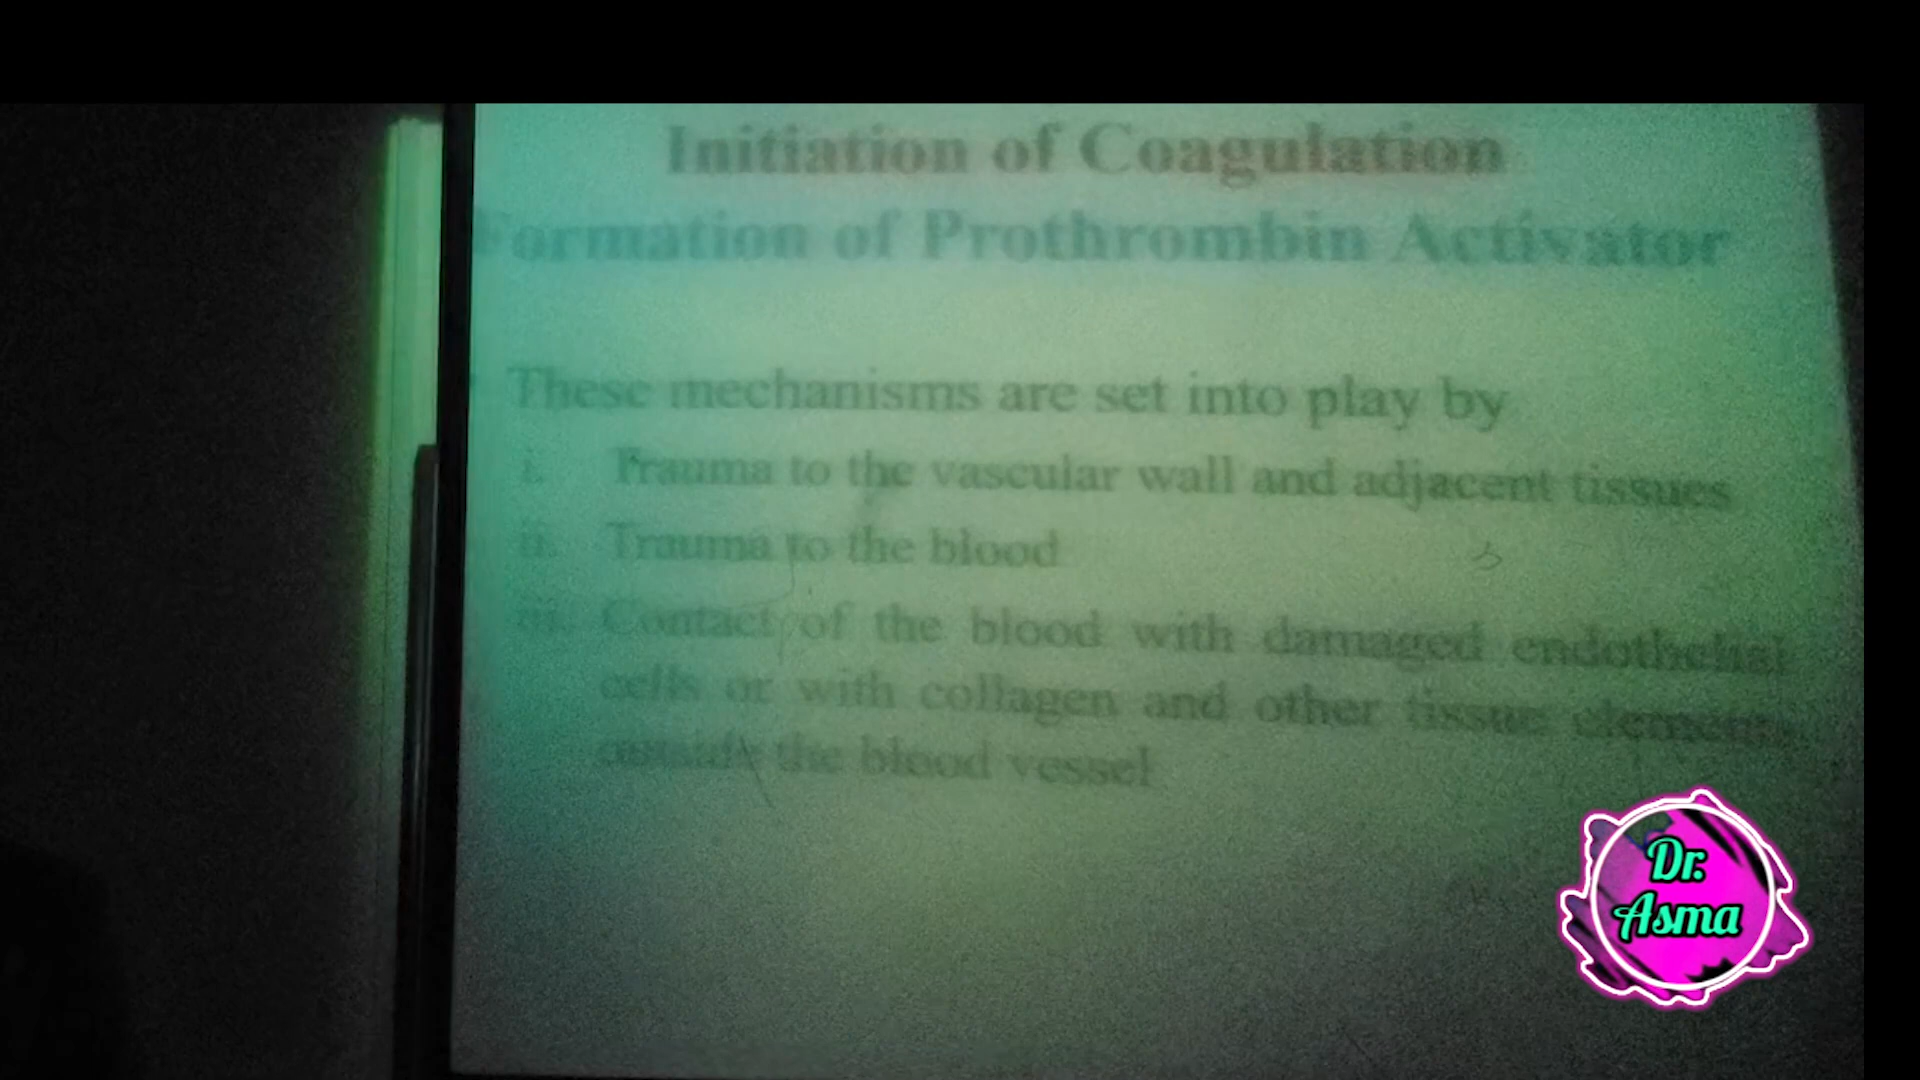 Initiation of Coagulation
Formation of Prothrombin Activator
These mechanisms are set into play by
i. Trauma to the vascular wall and adjacent tissues
ii. Trauma to the blood
iii. Contact of the blood with damaged endothelial
cells or with collagen and other tissue elements
outside the blood vessel
Dr.
Asma